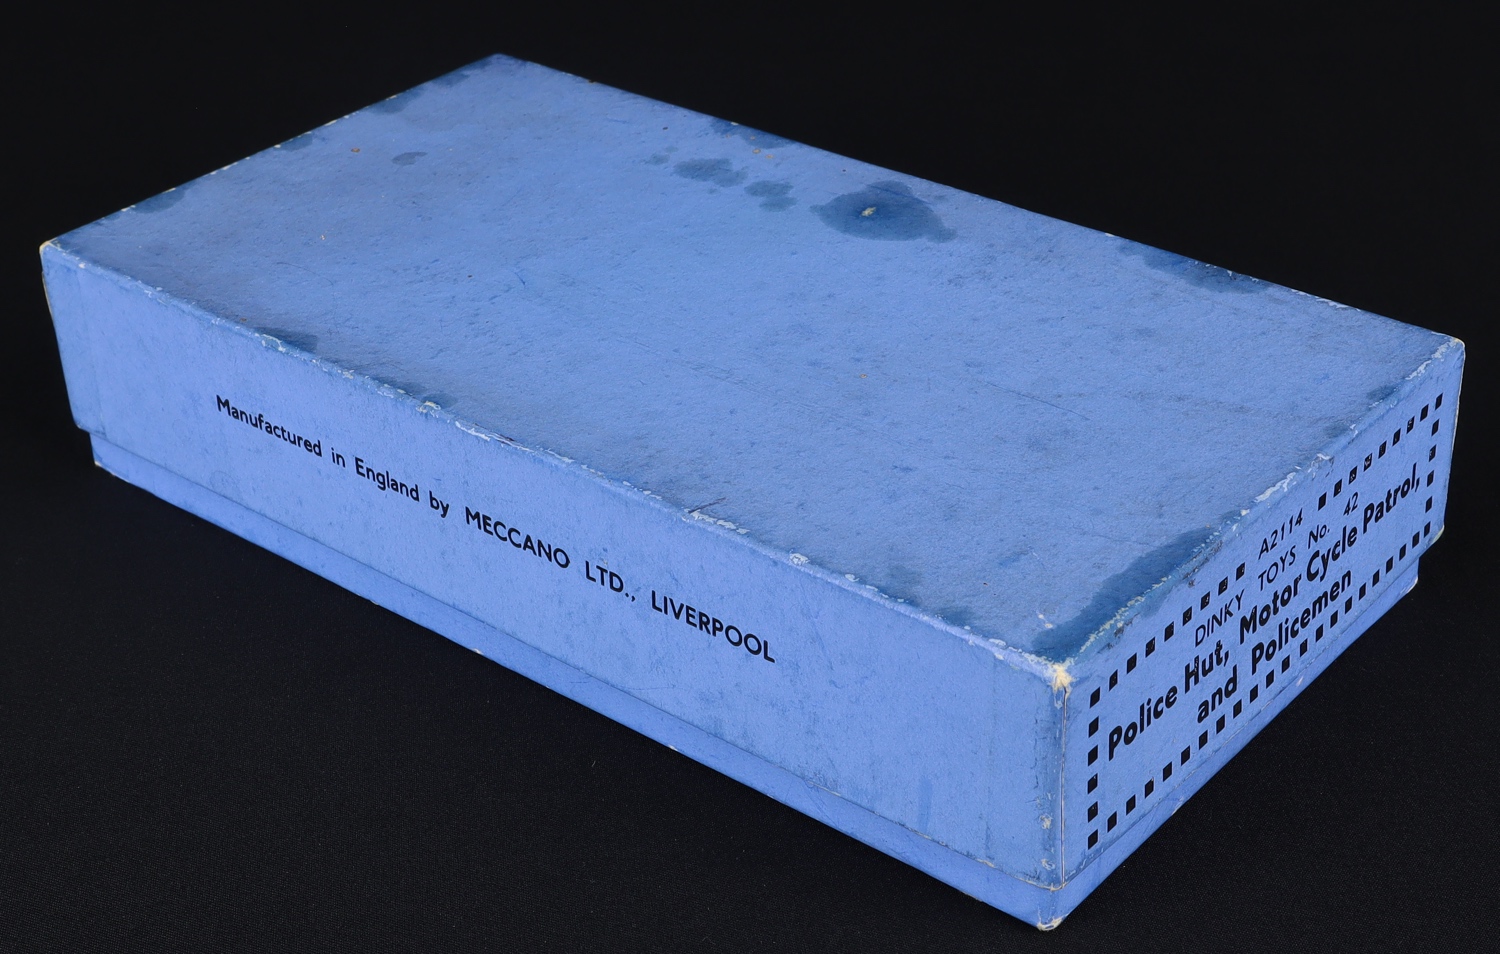 Manufactured in England by MECCANO LTD., LIVERPOOL
A2114
DINKY TOYS No. 42
Police Hut, Motor Cycle Patrol,
and Policemen